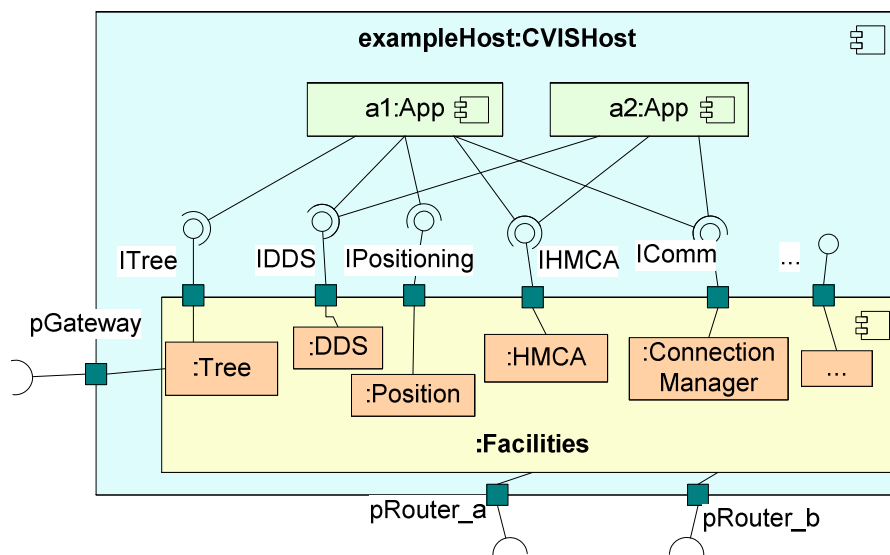 exampleHost:CVISHost
a1:App
a2:App
ITree
IDDS
IPositioning
IHMCA
IComm
...
pGateway
:Tree
:DDS
:Position
:HMCA
:Connection
Manager
...
:Facilities
pRouter_a
pRouter_b